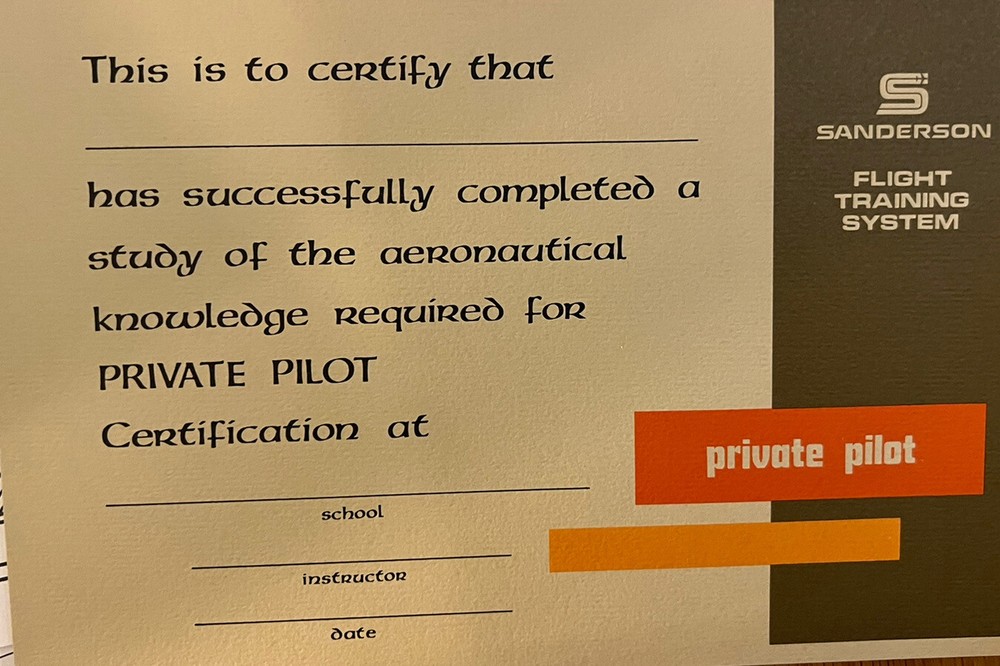 This is to certify that
has successfully completed a
study of the aeronautical
knowledge required for
PRIVATE PILOT
Certification at
school
instructor
date
S
SANDERSON
FLIGHT
TRAINING
SYSTEM
private pilot